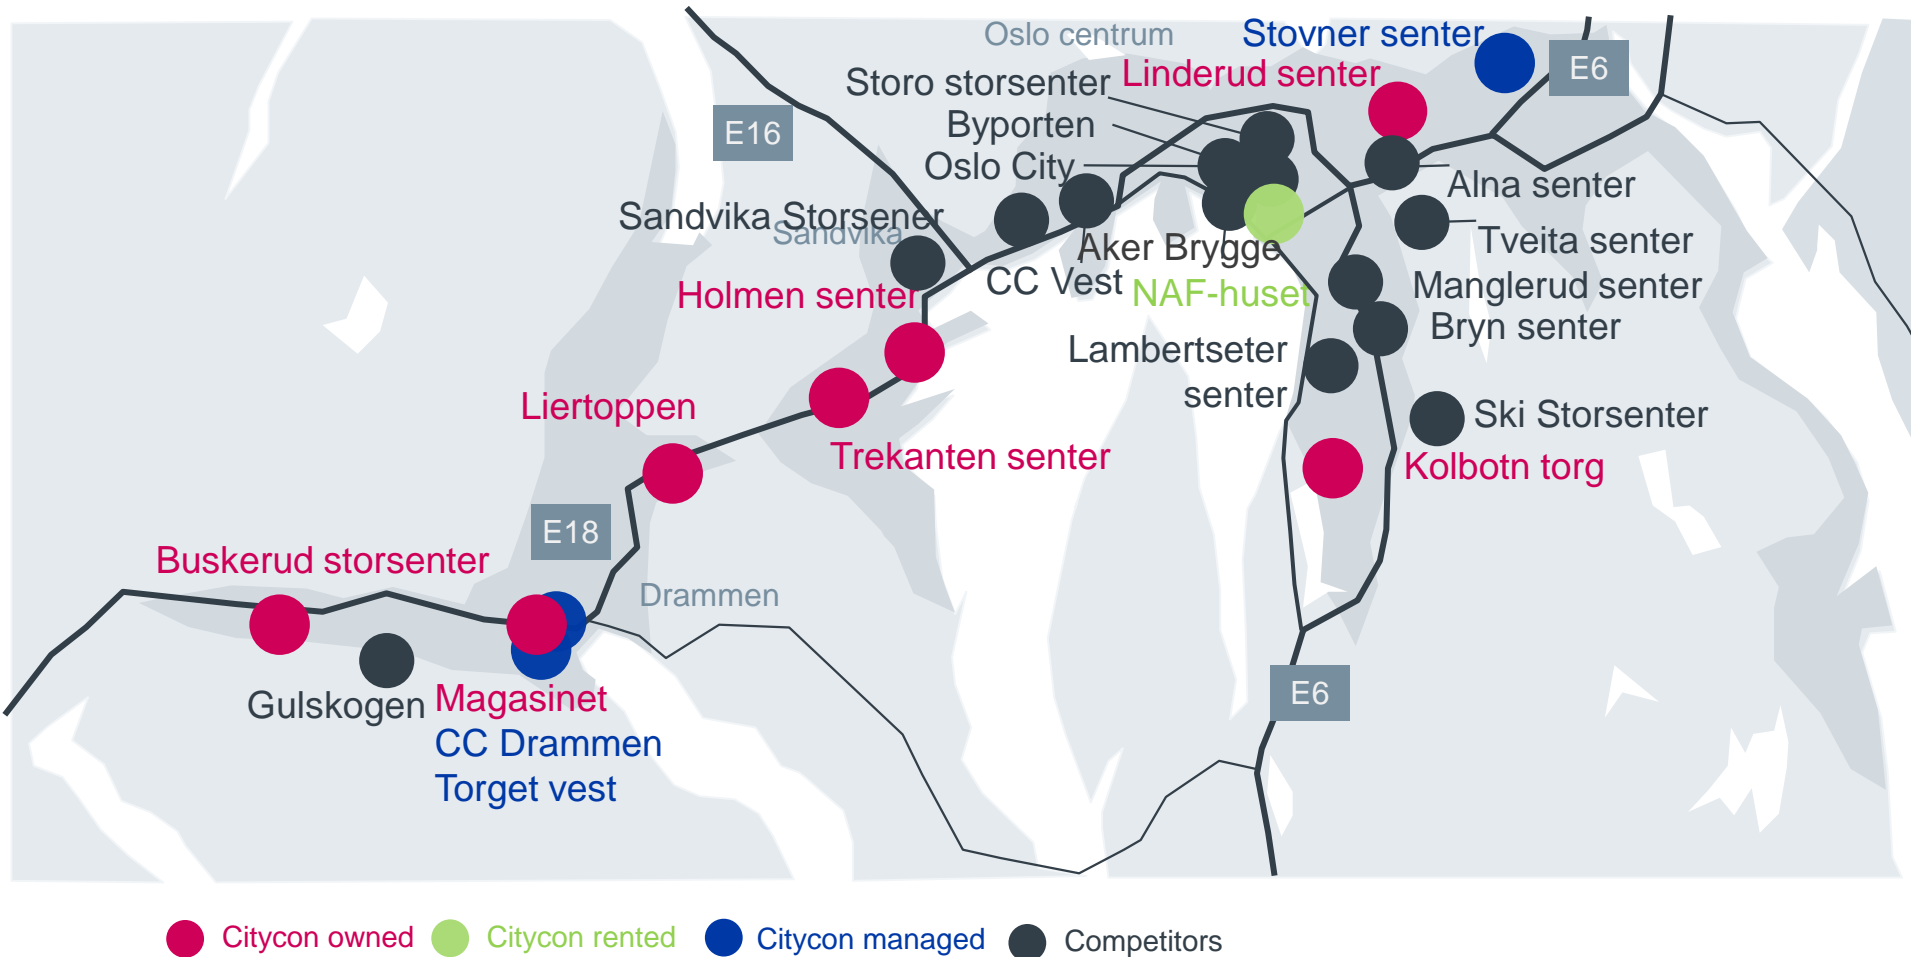 Oslo centrum
Stovner senter
E6
Storo storsenter
Linderud senter
E16
Byporten
Oslo City
Alna senter
Sandvika Storsener
Sandvika
Aker Brygge
Tveita senter
CC Vest
NAF-huset
Holmen senter
Manglerud senter
Bryn senter
Lambertseter
senter
Liertoppen
Ski Storsenter
Trekanten senter
Kolbotn torg
E18
Buskerud storsenter
Drammen
E6
Gulskogen
Magasinet
CC Drammen
Torget vest
Citycon owned
Citycon rented
Citycon managed
Competitors